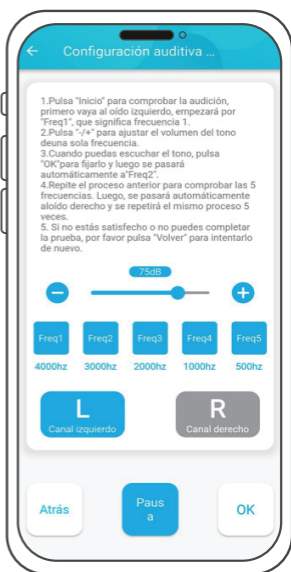 Configuración auditiva ...
1.Pulsa "Inicio" para comprobar la audición,
primero vaya al oído izquierdo, empezará por
"Freq1", que significa frecuencia 1.
2.Pulsa "-/+" para ajustar el volumen del tono
deuna sola frecuencia.
3.Cuando puedas escuchar el tono, pulsa
"OK"para fijarlo y luego se pasará
automáticamente a"Freq2".
4.Repite el proceso anterior para comprobar las 5
frecuencias. Luego, se pasará automáticamente
aloído derecho y se repetirá el mismo proceso 5
veces.
5. Si no estás satisfecho o no puedes completar
la prueba, por favor pulsa "Volver" para intentarlo
de nuevo.
75dB
Freq1 Freq2 Freq3 Freq4 Freq5
4000hz 3000hz 2000hz 1000hz 500hz
L R
Canal izquierdo Canal derecho
Atrás Paus OK
a